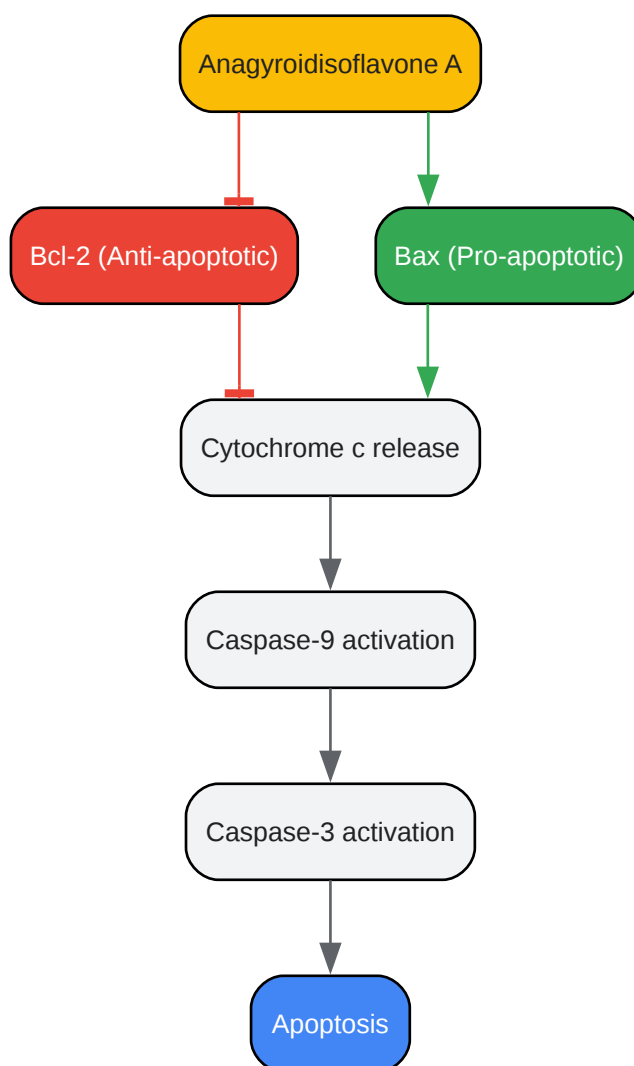 Anagyroidisoflavone A
Bcl-2 (Anti-apoptotic)
Bax (Pro-apoptotic)
Cytochrome c release
Caspase-9 activation
Caspase-3 activation
Apoptosis